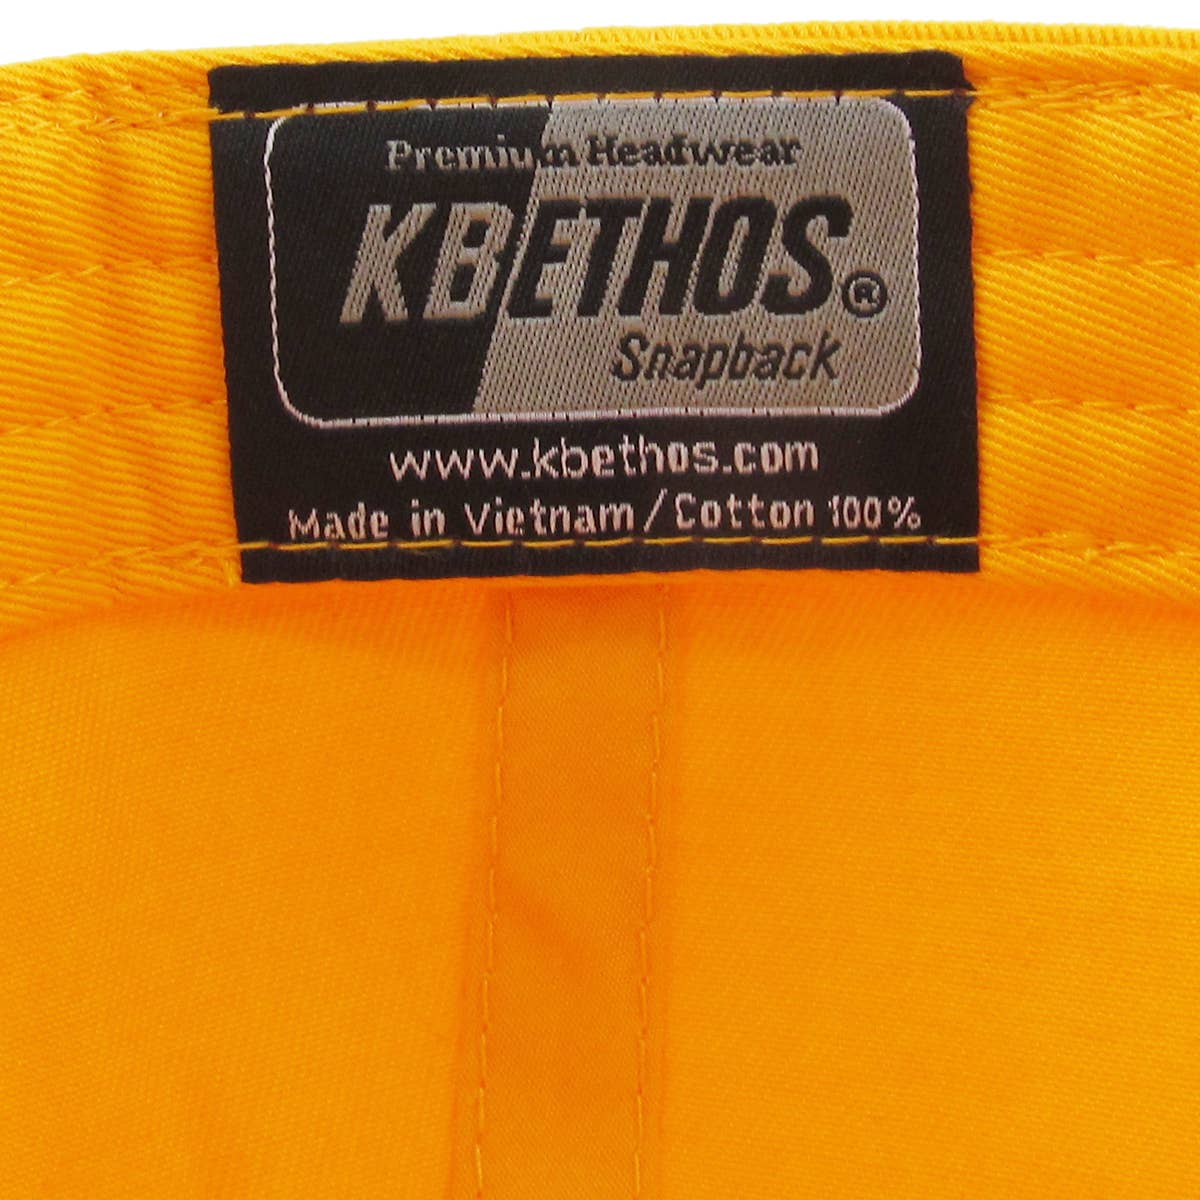 Premium Headwear
KBETHOS®
Snapback
www.kbethos.com
Made in Vietnam/Cotton 100%